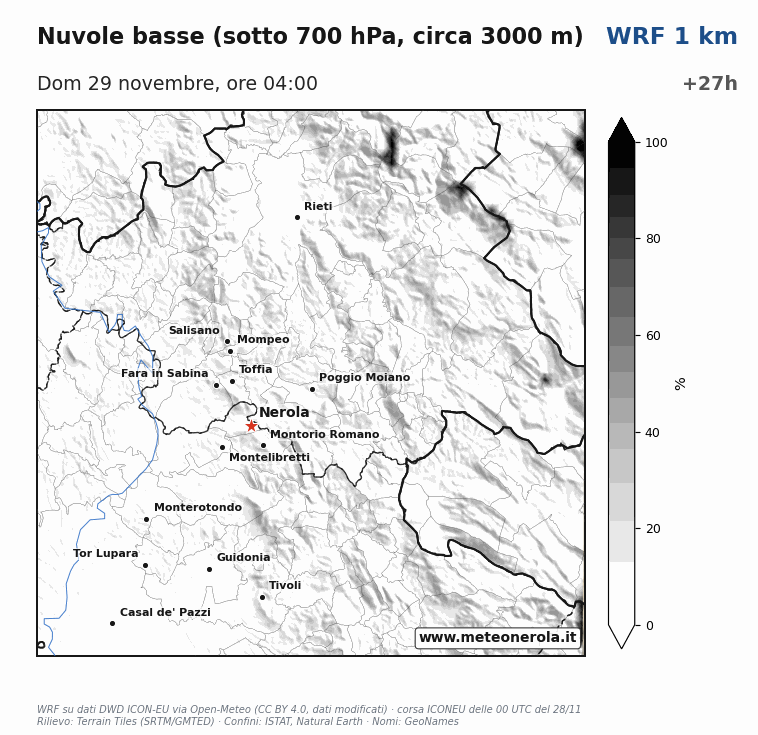 Nuvole basse (sotto 700 hPa, circa 3000 m) WRF 1 km
Dom 29 novembre, ore 04:00 +27h
100
80
60
40
20
0
%
Rieti
Salisano
Mompeo
Toffia
Fara in Sabina
Poggio Moiano
Nerola
Montorio Romano
Montelibretti
Monterotondo
Tor Lupara
Guidonia
Tivoli
Casal de' Pazzi
www.meteonerola.it
WRF su dati DWD ICON-EU via Open-Meteo (CC BY 4.0, dati modificati) · corsa ICONEU delle 00 UTC del 28/11
Rilievo: Terrain Tiles (SRTM/GMTED) · Confini: ISTAT, Natural Earth · Nomi: GeoNames